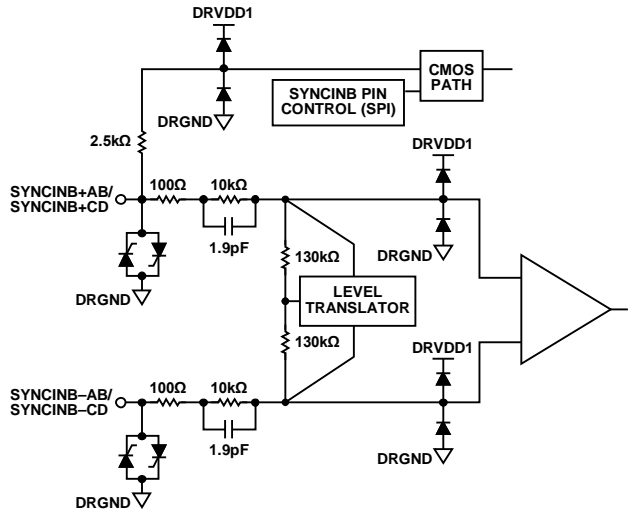 DRVDD1
CMOS
PATH
SYNCINB PIN
CONTROL (SPI)
DRGND
2.5kΩ
DRVDD1
SYNCINB+AB/
SYNCINB+CD
100Ω
10kΩ
1.9pF
DRGND
130kΩ
DRGND
LEVEL
TRANSLATOR
130kΩ
DRVDD1
SYNCINB–AB/
SYNCINB–CD
100Ω
10kΩ
1.9pF
DRGND
DRGND